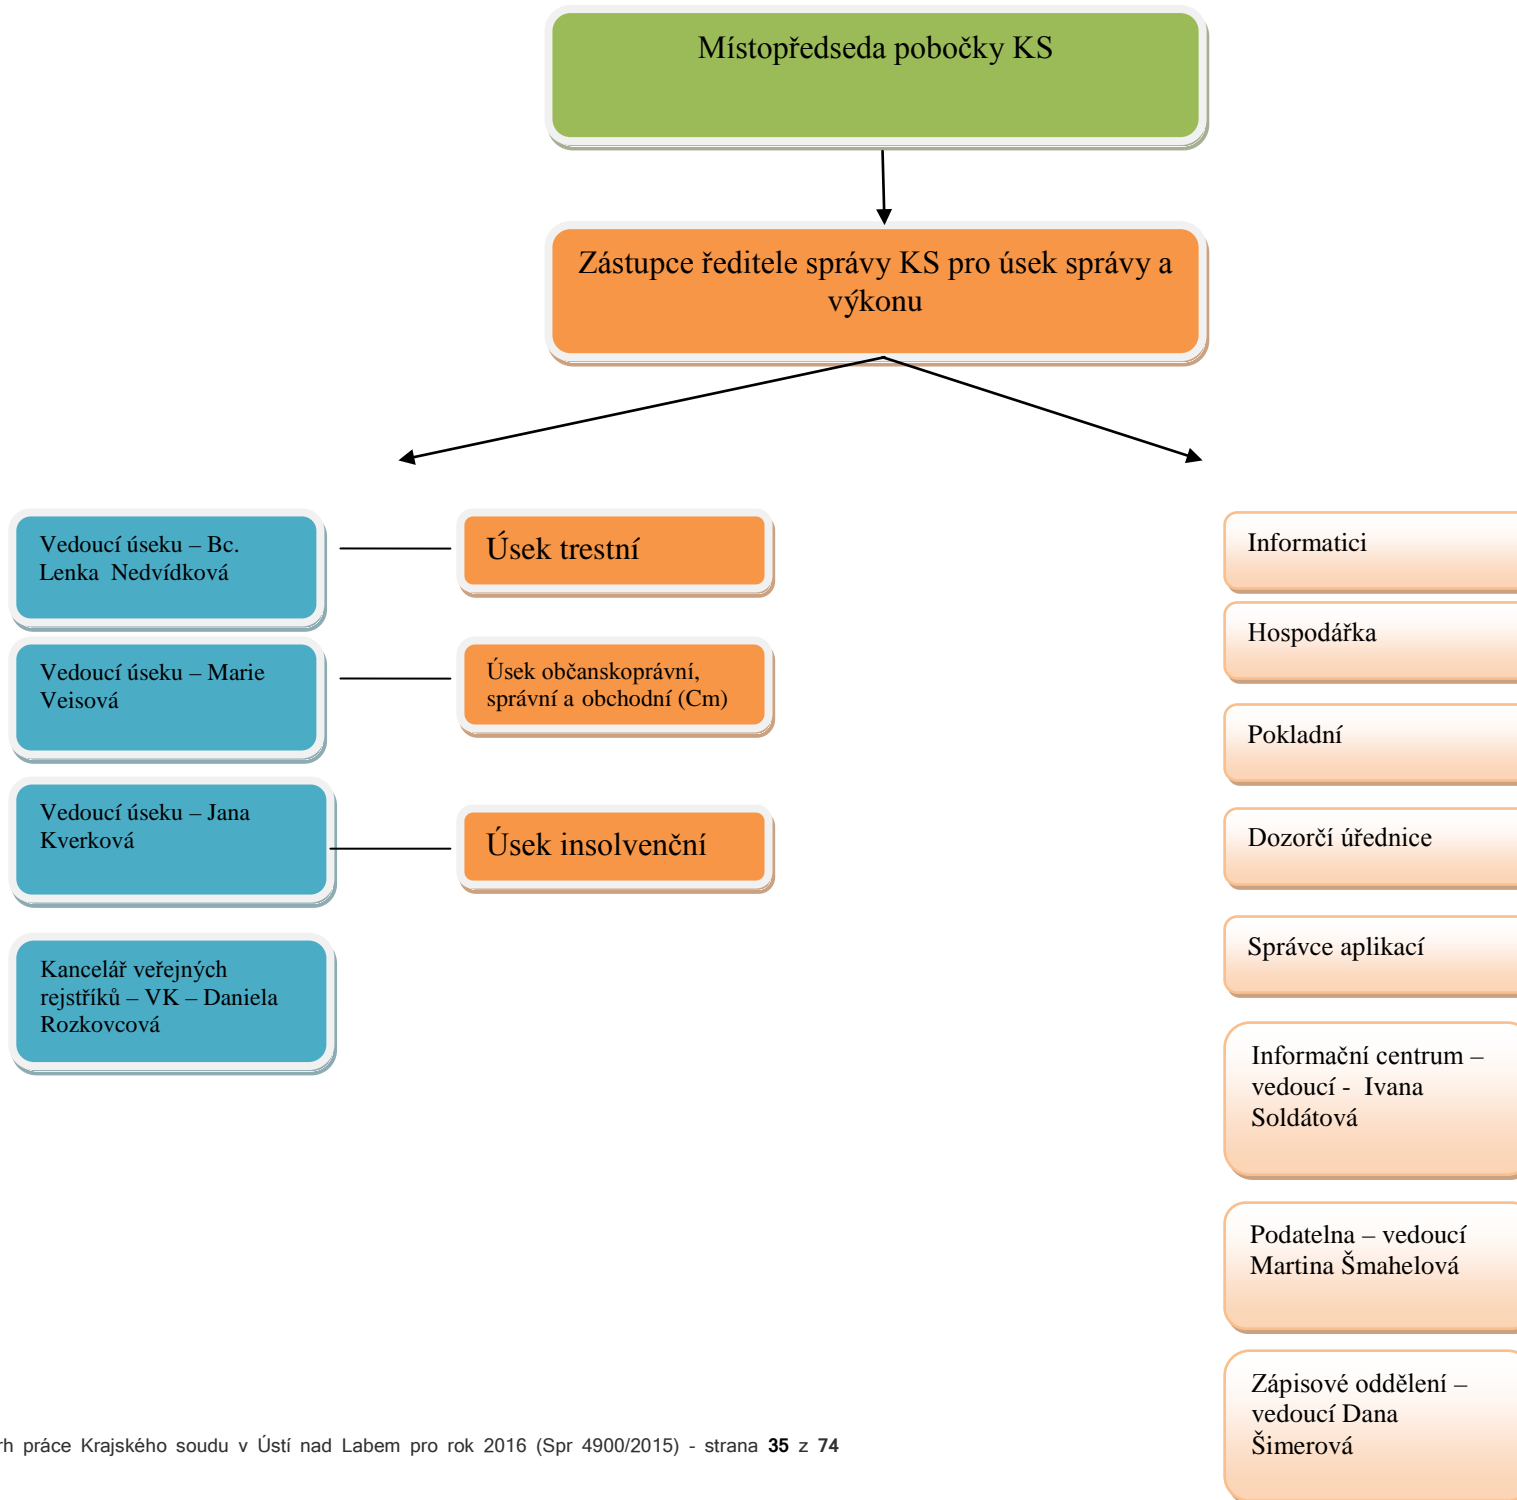 Místopředseda pobočky KS
Zástupce ředitele správy KS pro úsek správy a
výkonu
Vedoucí úseku – Bc.
Lenka Nedvídková
Úsek trestní
Vedoucí úseku – Marie
Veisová
Úsek občanskoprávní,
správní a obchodní (Cm)
Vedoucí úseku – Jana
Kverková
Úsek insolvenční
Kancelář veřejných
rejstříků – VK – Daniela
Rozkovcová
Informatici
Hospodářka
Pokladní
Dozorčí úřednice
Správce aplikací
Informační centrum –
vedoucí - Ivana
Soldátová
Podatelna – vedoucí
Martina Šmahelová
Zápisové oddělení –
vedoucí Dana
Šimerová
rh práce Krajského soudu v Ústí nad Labem pro rok 2016 (Spr 4900/2015) - strana 35 z 74